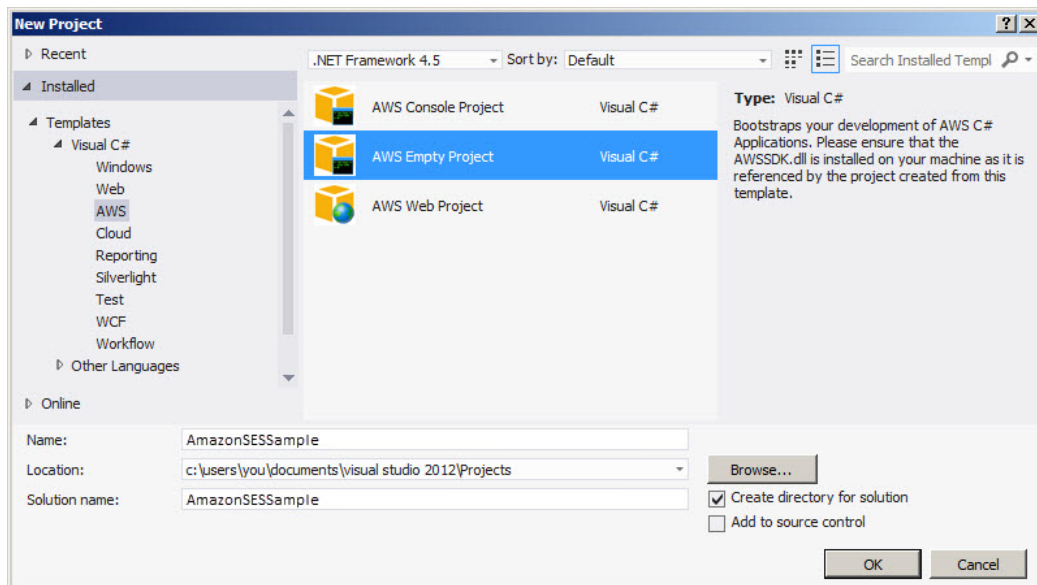 New Project
Recent
.NET Framework 4.5
Sort by: Default
Search Installed Templ
Installed
Templates
Visual C#
Windows
Web
AWS
Cloud
Reporting
Silverlight
Test
WCF
Workflow
Other Languages
Online
AWS Console Project Visual C#
AWS Empty Project Visual C#
AWS Web Project Visual C#
Type: Visual C#
Bootstraps your development of AWS C#
Applications. Please ensure that the
AWSSDK.dll is installed on your machine as it is
referenced by the project created from this
template.
Name: AmazonSESSample
Location: c:\users\you\documents\visual studio 2012\Projects
Browse...
Solution name: AmazonSESSample
Create directory for solution
Add to source control
OK
Cancel